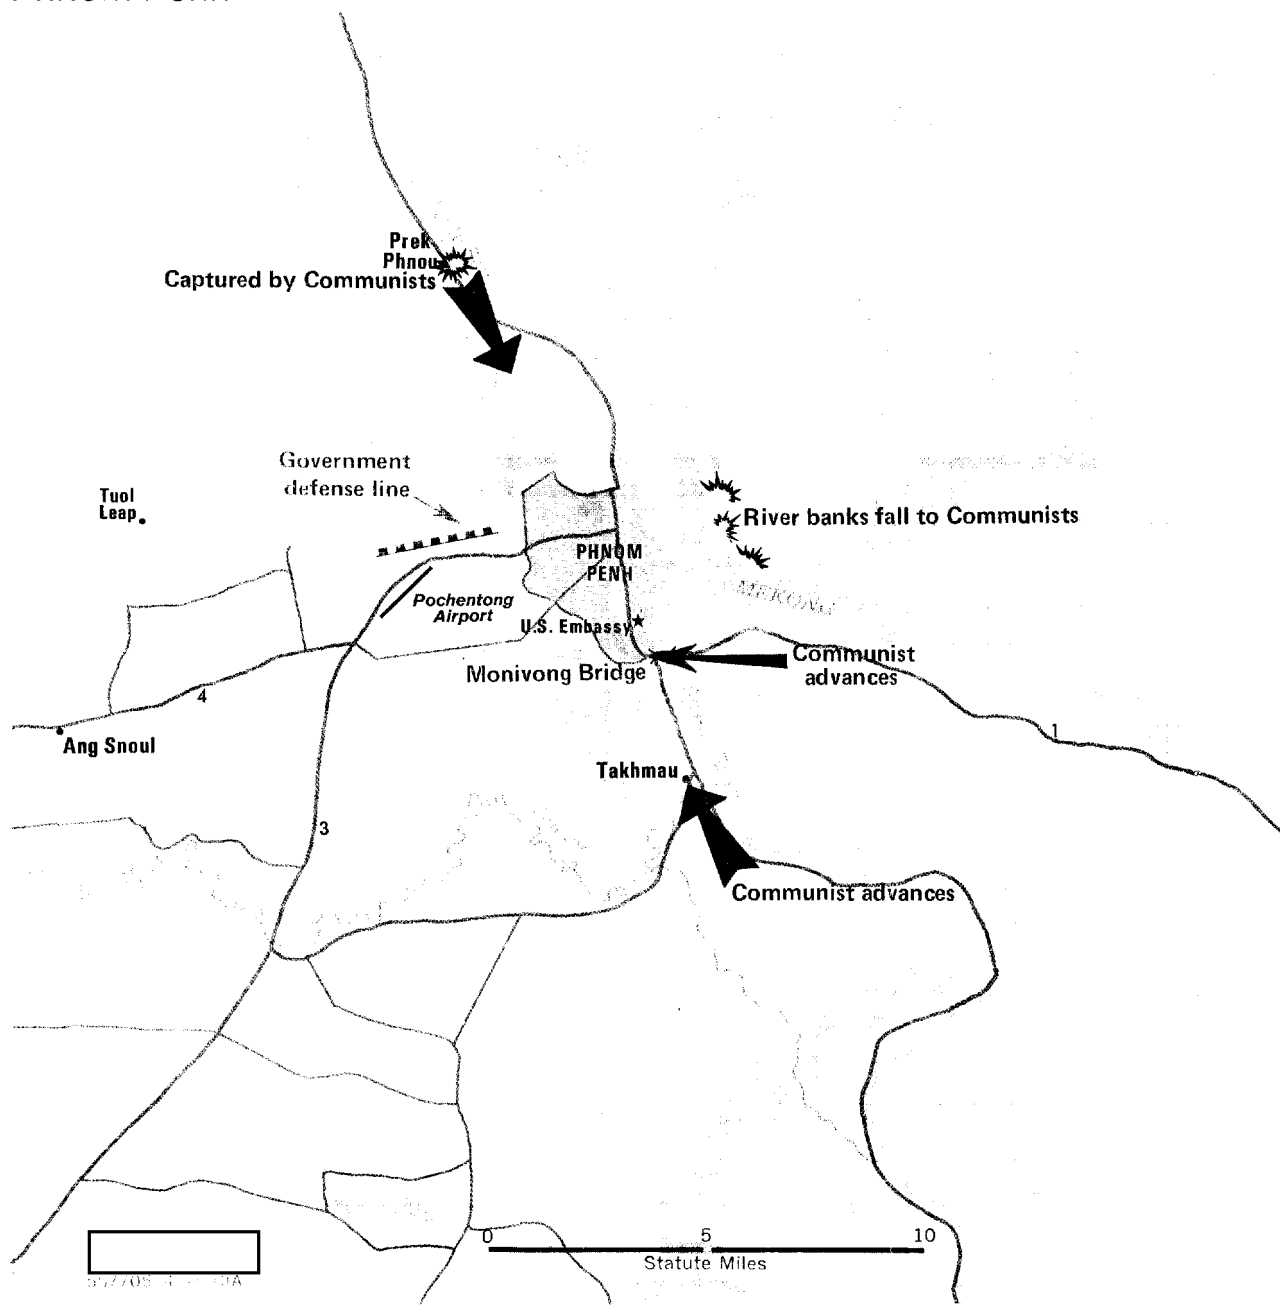 Prek
Phnou
Captured by Communists
Government
defense line
Tuol
Leap
River banks fall to Communists
PHNOM
PENH
MEKONG
Pochentong
Airport
U.S. Embassy
Communist
advances
Monivong Bridge
4
1
Ang Snoul
Takhmau
3
Communist advances
0 5 10
Statute Miles